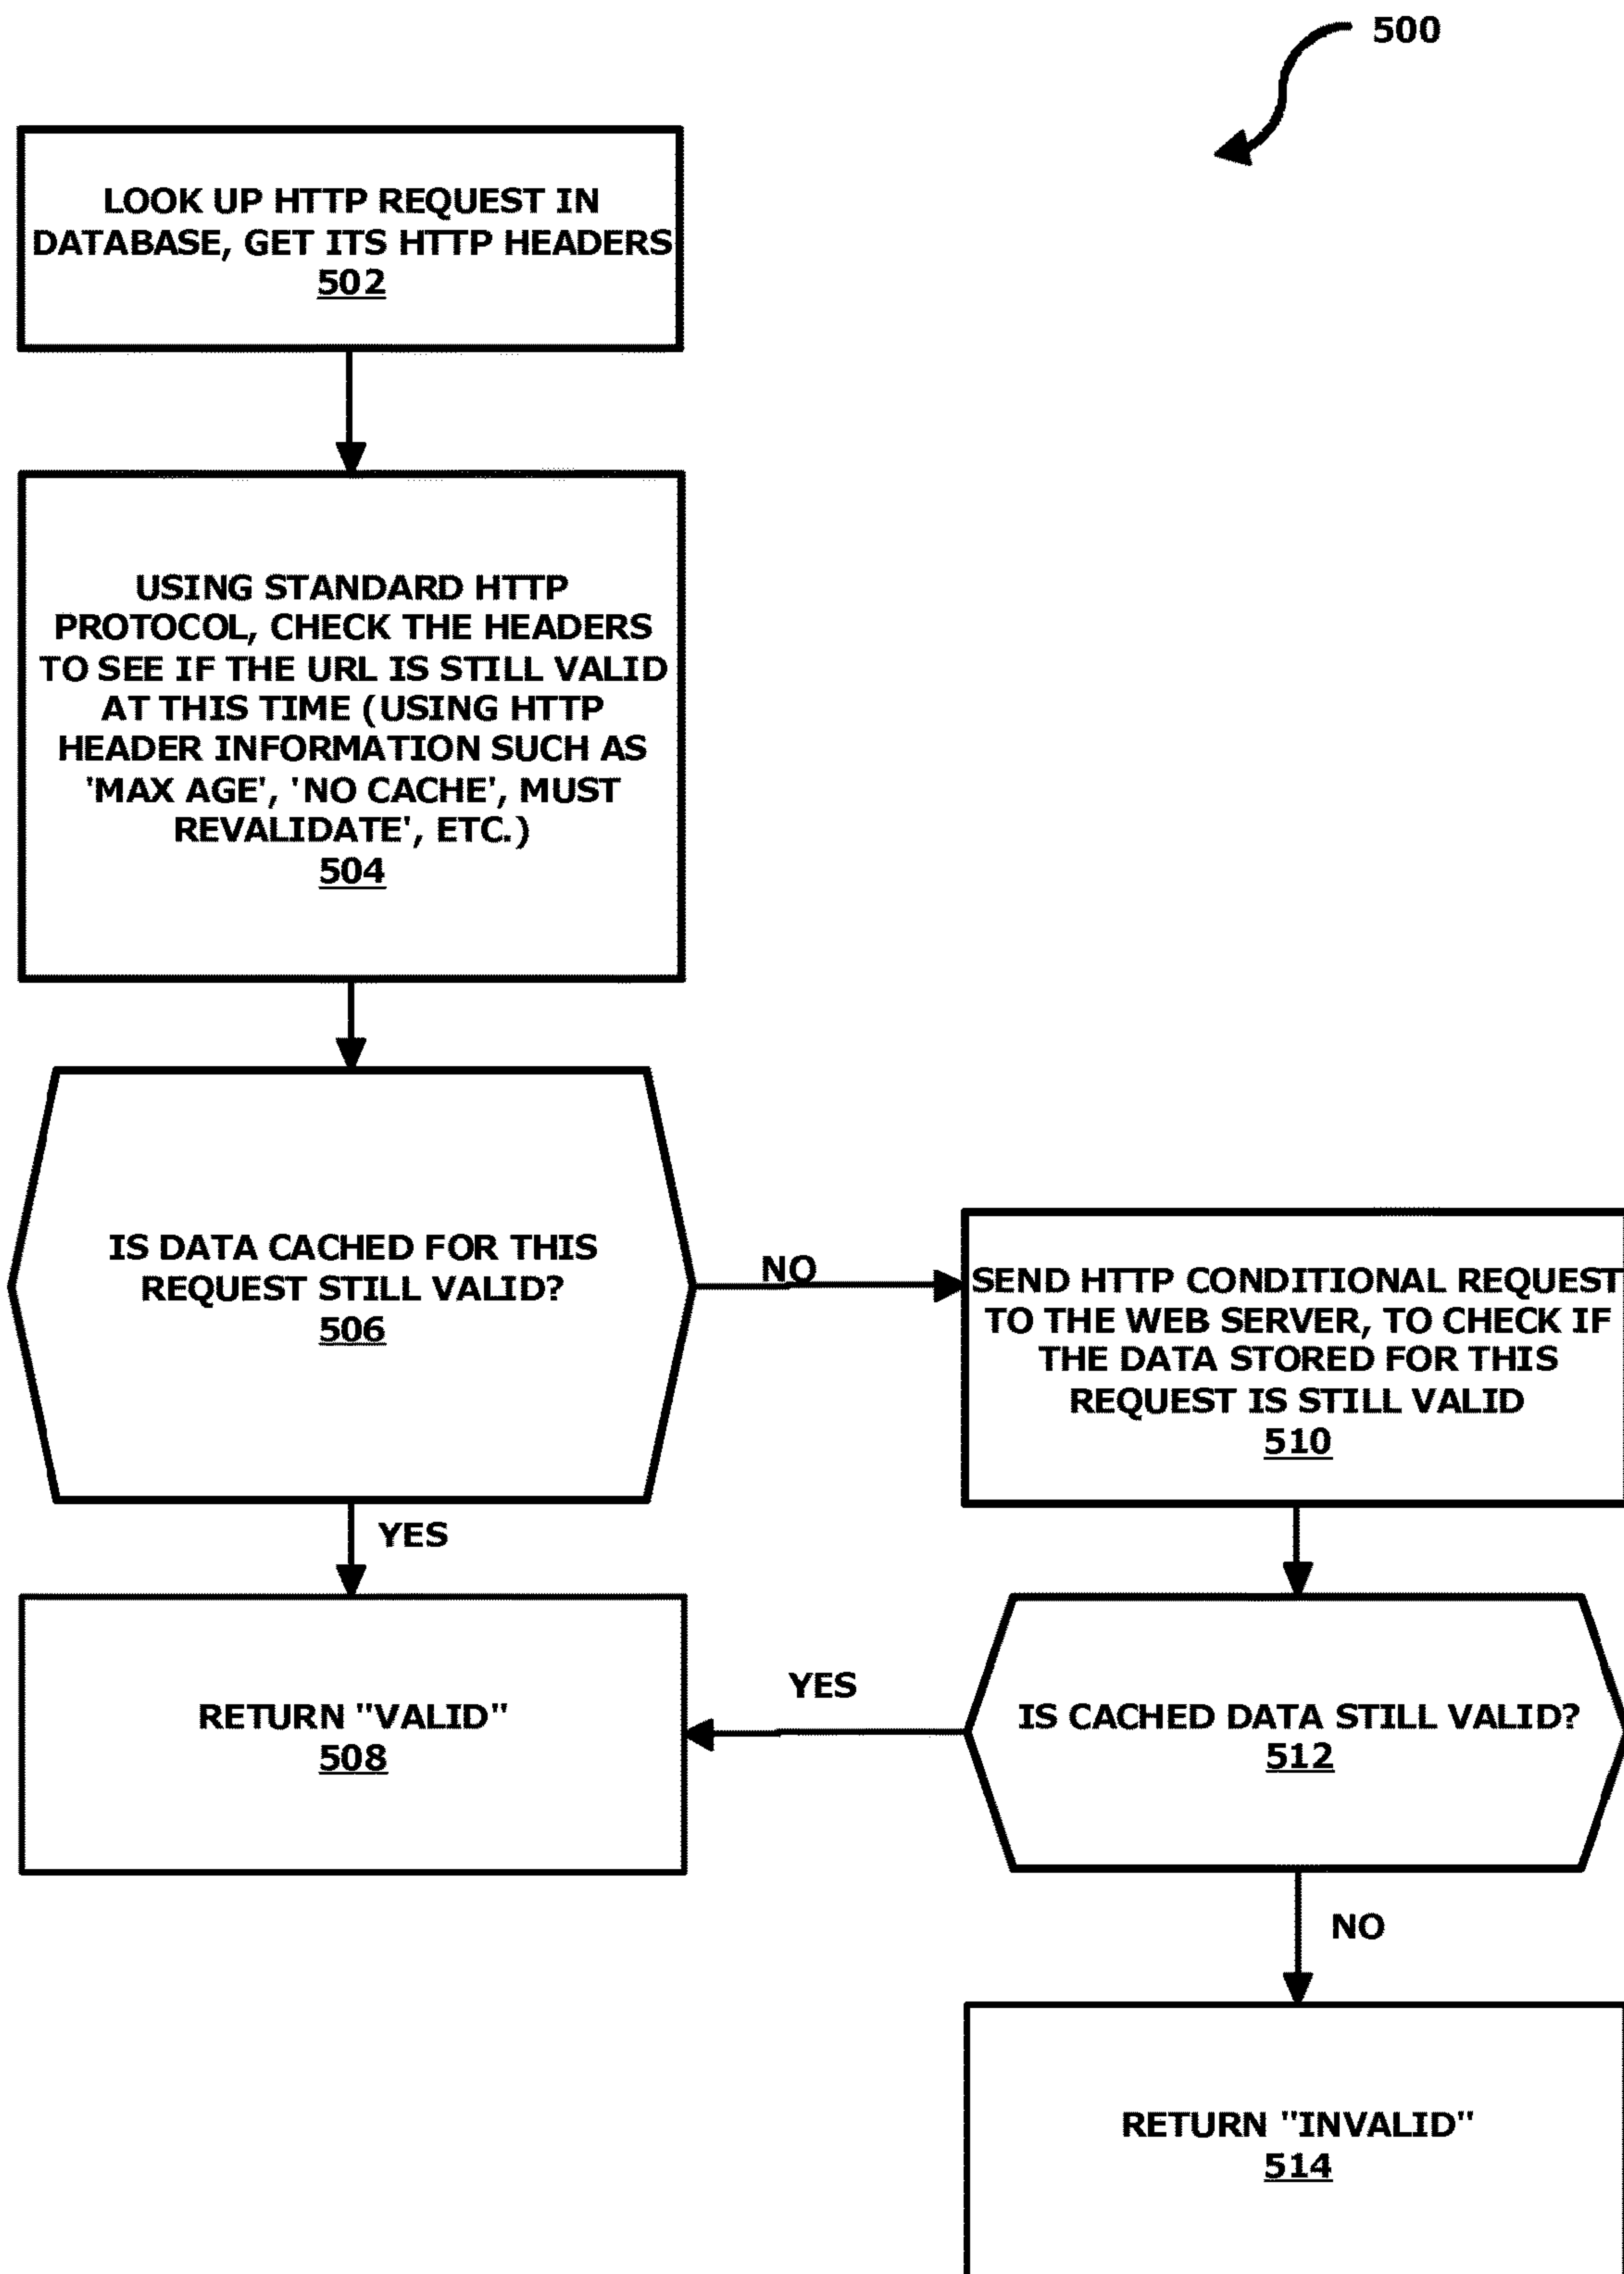 500
LOOK UP HTTP REQUEST IN
DATABASE, GET ITS HTTP HEADERS
502
USING STANDARD HTTP
PROTOCOL, CHECK THE HEADERS
TO SEE IF THE URL IS STILL VALID
AT THIS TIME (USING HTTP
HEADER INFORMATION SUCH AS
'MAX AGE', 'NO CACHE', MUST
REVALIDATE', ETC.)
504
IS DATA CACHED FOR THIS
REQUEST STILL VALID?
506
NO
SEND HTTP CONDITIONAL REQUEST
TO THE WEB SERVER, TO CHECK IF
THE DATA STORED FOR THIS
REQUEST IS STILL VALID
510
YES
RETURN "VALID"
508
YES
IS CACHED DATA STILL VALID?
512
NO
RETURN "INVALID"
514